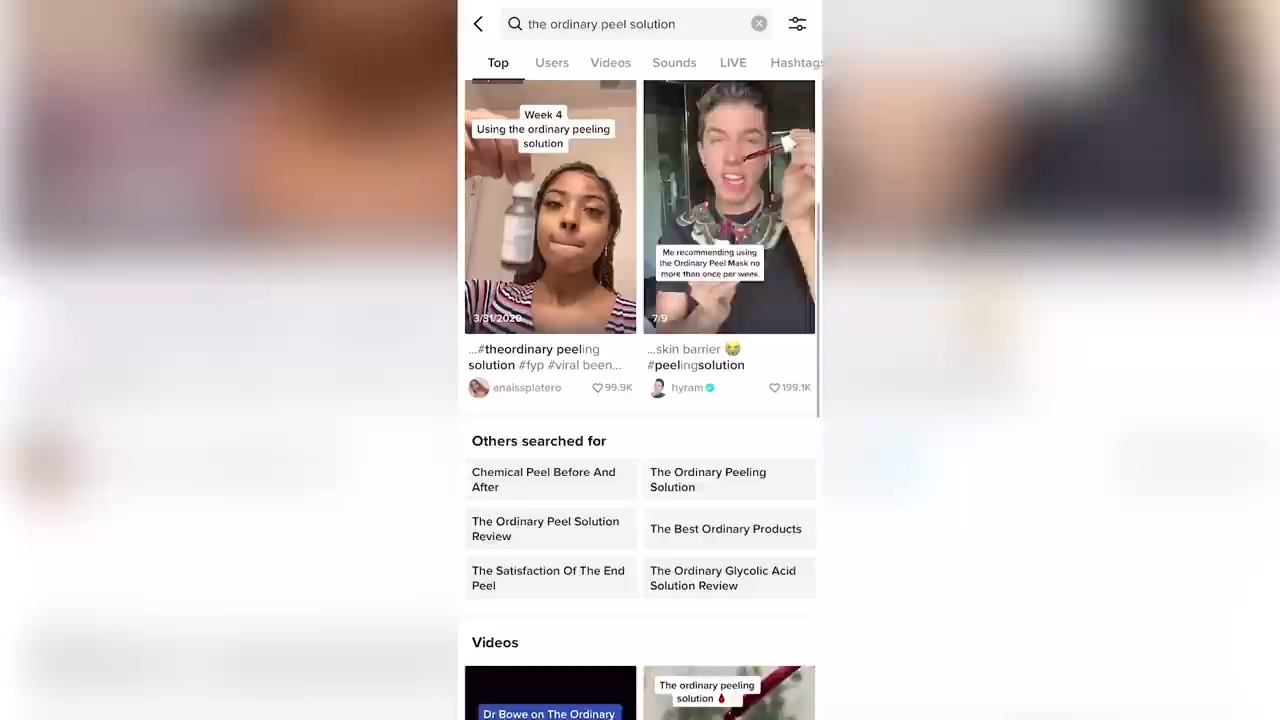 the ordinary peel solution
Top Users Videos Sounds LIVE Hashtags
Week 4
Using the ordinary peeling
solution
3/31/2020
Me recommending using
the Ordinary Peel Mask no
more than once per week.
7/9
...#theordinary peeling
solution #fyp #viral been...
anaissplatero 99.9K
...skin barrier 😭
#peelingsolution
hyram 199.1K
Others searched for
Chemical Peel Before And
After
The Ordinary Peeling
Solution
The Ordinary Peel Solution
Review
The Best Ordinary Products
The Satisfaction Of The End
Peel
The Ordinary Glycolic Acid
Solution Review
Videos
Dr Bowe on The Ordinary
The ordinary peeling
solution 🩸